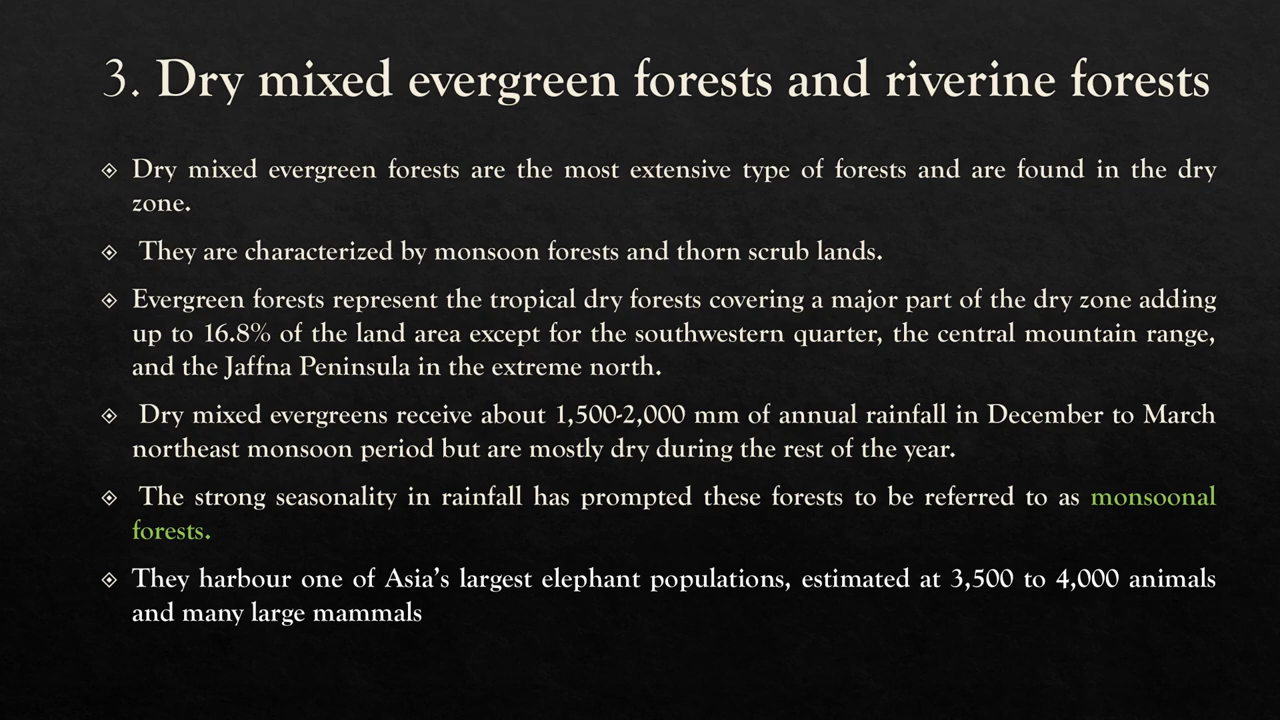 3. Dry mixed evergreen forests and riverine forests
Dry mixed evergreen forests are the most extensive type of forests and are found in the dry
zone.
They are characterized by monsoon forests and thorn scrub lands.
Evergreen forests represent the tropical dry forests covering a major part of the dry zone adding
up to 16.8% of the land area except for the southwestern quarter, the central mountain range,
and the Jaffna Peninsula in the extreme north.
Dry mixed evergreens receive about 1,500-2,000 mm of annual rainfall in December to March
northeast monsoon period but are mostly dry during the rest of the year.
The strong seasonality in rainfall has prompted these forests to be referred to as monsoonal
forests.
They harbour one of Asia’s largest elephant populations, estimated at 3,500 to 4,000 animals
and many large mammals